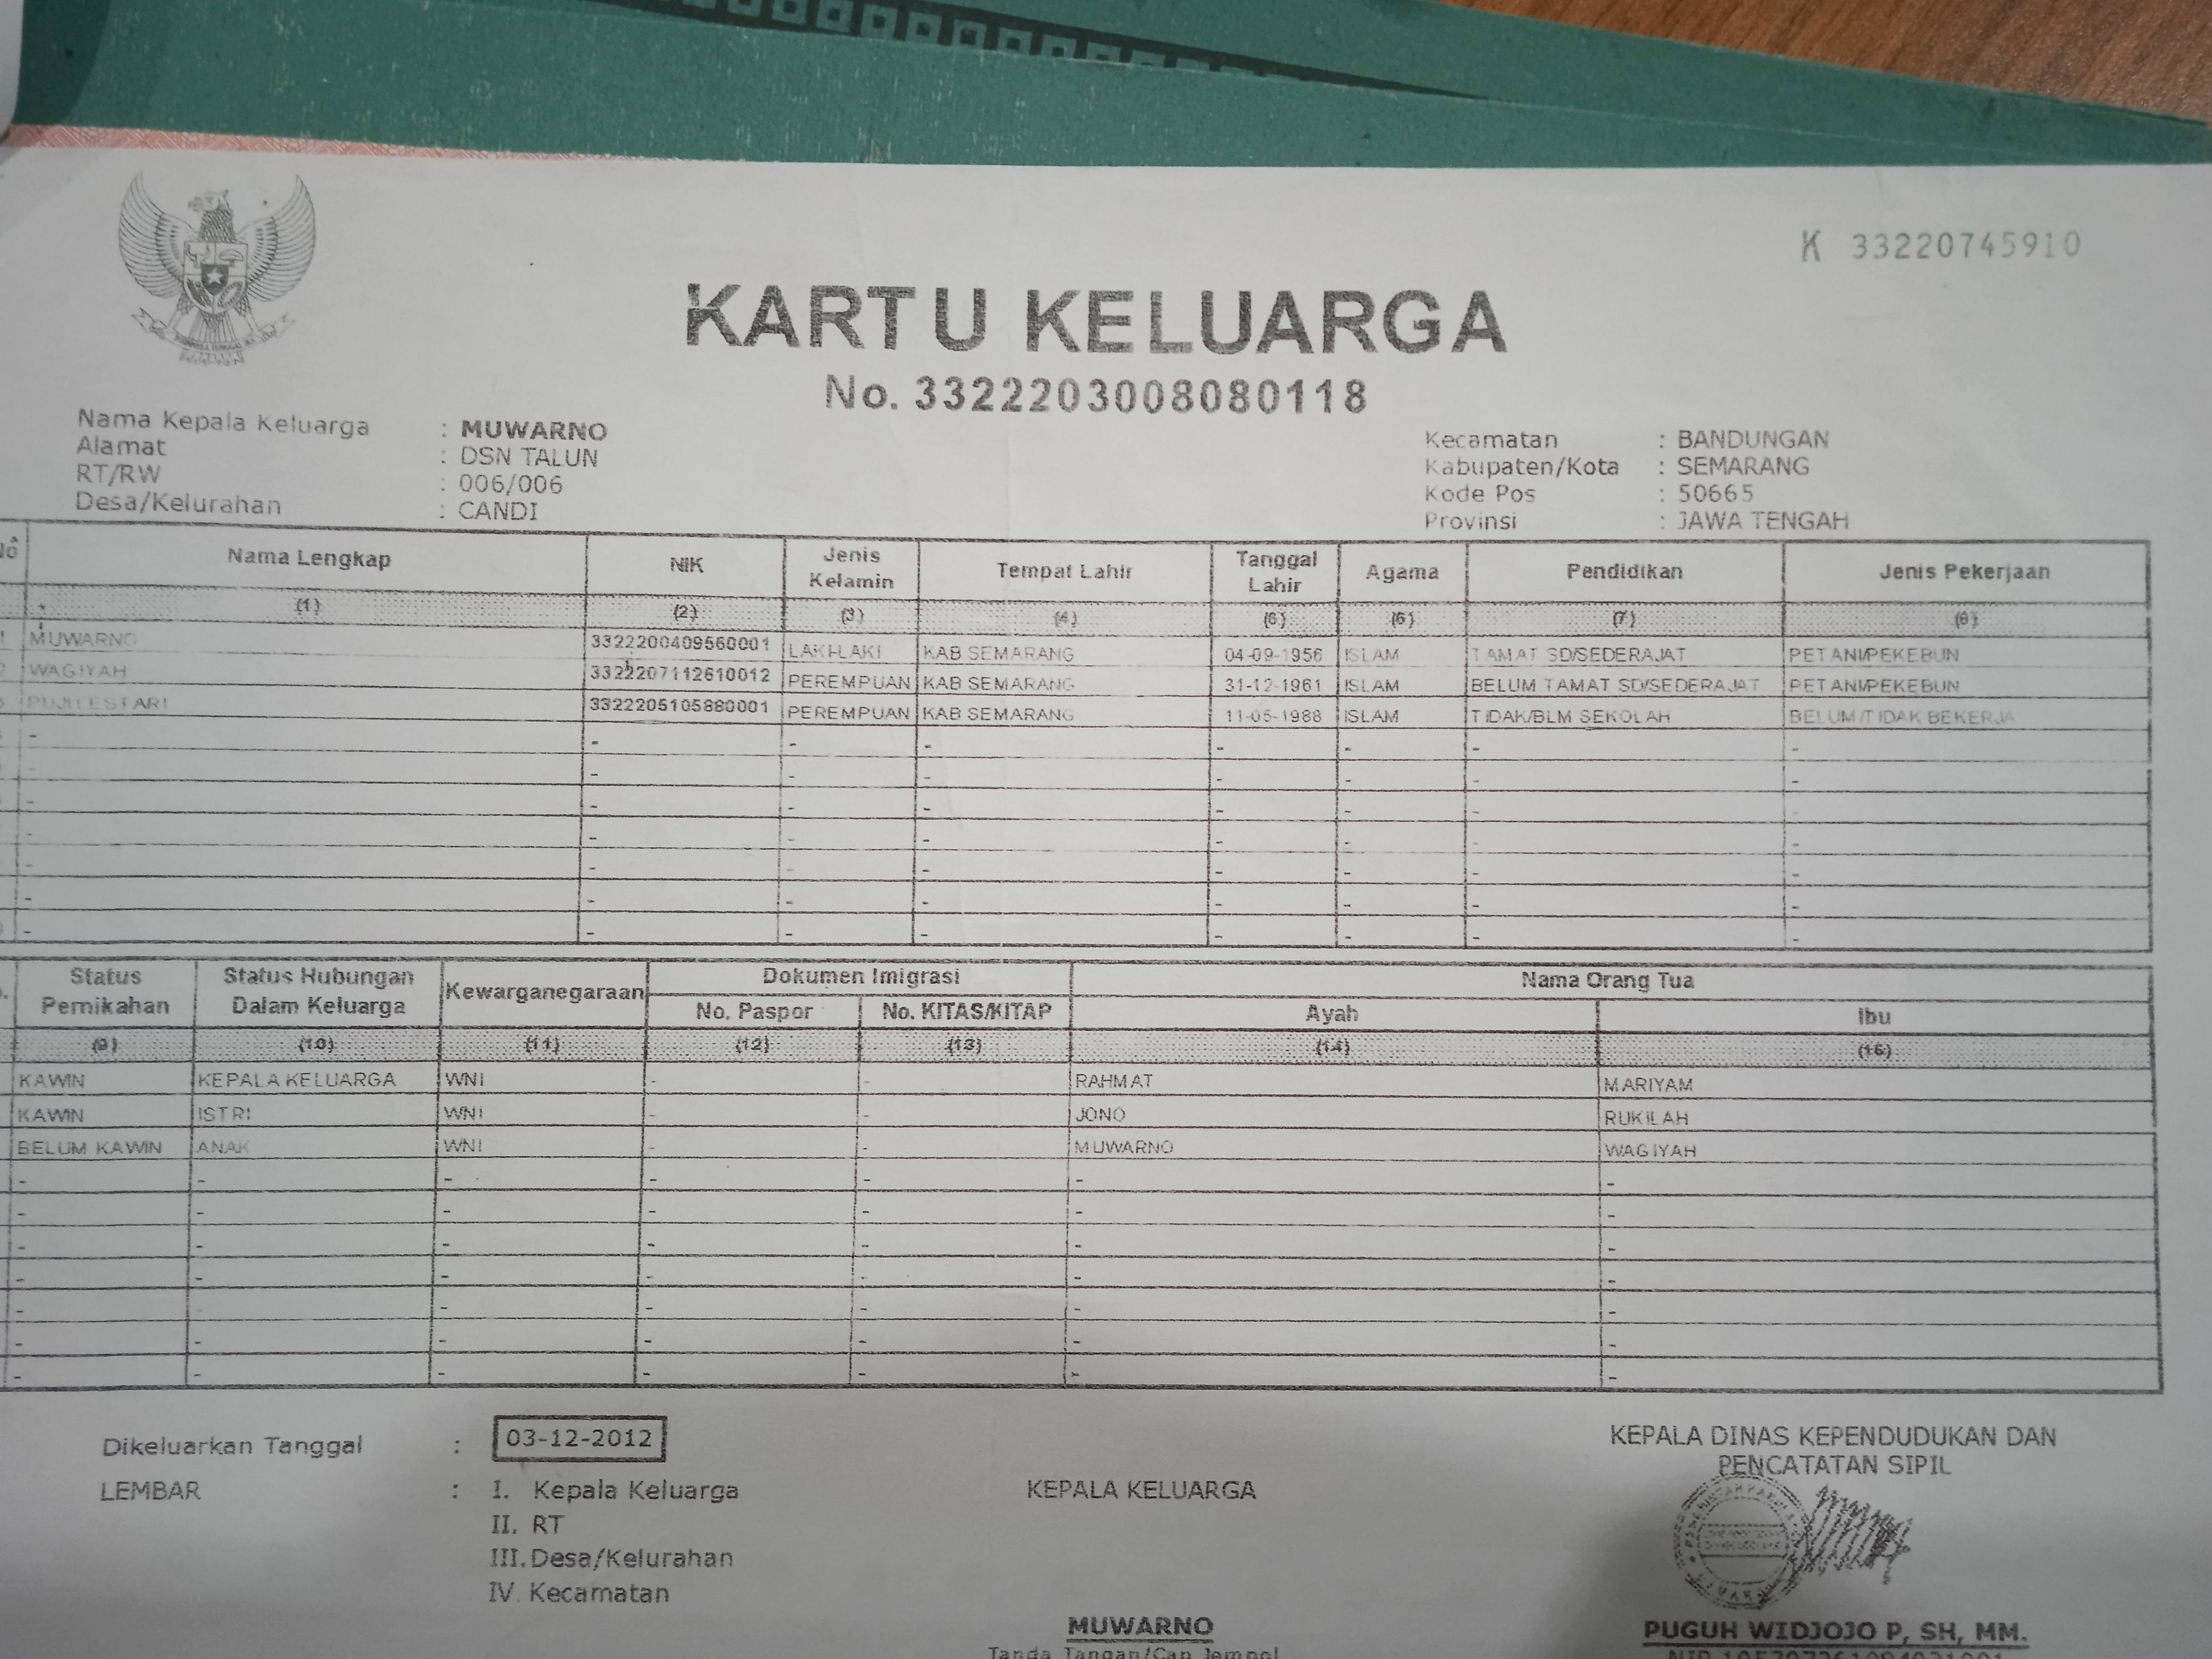 K 33220745910
KARTU KELUARGA
No. 3322203008080118
Nama Kepala Keluarga : MUWARNO
Alamat : DSN TALUN
RT/RW : 006/006
Desa/Kelurahan : CANDI
Kecamatan : BANDUNGAN
Kabupaten/Kota : SEMARANG
Kode Pos : 50665
Provinsi : JAWA TENGAH
No Nama Lengkap NIK Jenis Kelamin Tempat Lahir Tanggal Lahir Agama Pendidikan Jenis Pekerjaan
(1) (2) (3) (4) (5) (6) (7) (8)
1 MUWARNO 3322200409560001 LAKI-LAKI KAB SEMARANG 04-09-1956 ISLAM TAMAT SD/SEDERAJAT PETANI/PEKEBUN
2 WAGIYAH 3322207112610012 PEREMPUAN KAB SEMARANG 31-12-1961 ISLAM BELUM TAMAT SD/SEDERAJAT PETANI/PEKEBUN
3 PUJI LESTARI 3322205105880001 PEREMPUAN KAB SEMARANG 11-05-1988 ISLAM TIDAK/BLM SEKOLAH BELUM/TIDAK BEKERJA
- - - - - - - -
- - - - - - - -
- - - - - - - -
- - - - - - - -
- - - - - - - -
- - - - - - - -
- - - - - - - -
Status Pernikahan Status Hubungan Dalam Keluarga Kewarganegaraan Dokumen Imigrasi Nama Orang Tua
No. Paspor No. KITAS/KITAP Ayah Ibu
(9) (10) (11) (12) (13) (14) (15)
KAWIN KEPALA KELUARGA WNI - - RAHMAT MARIYAM
KAWIN ISTRI WNI - - JONO RUKILAH
BELUM KAWIN ANAK WNI - - MUWARNO WAGIYAH
- - - - - - -
- - - - - - -
- - - - - - -
- - - - - - -
- - - - - - -
- - - - - - -
- - - - - - -
Dikeluarkan Tanggal : 03-12-2012
LEMBAR : I. Kepala Keluarga
II. RT
III. Desa/Kelurahan
IV. Kecamatan
KEPALA KELUARGA
MUWARNO
Tanda Tangan/Cap Jempol
KEPALA DINAS KEPENDUDUKAN DAN
PENCATATAN SIPIL
PUGUH WIDJOJO P, SH, MM.